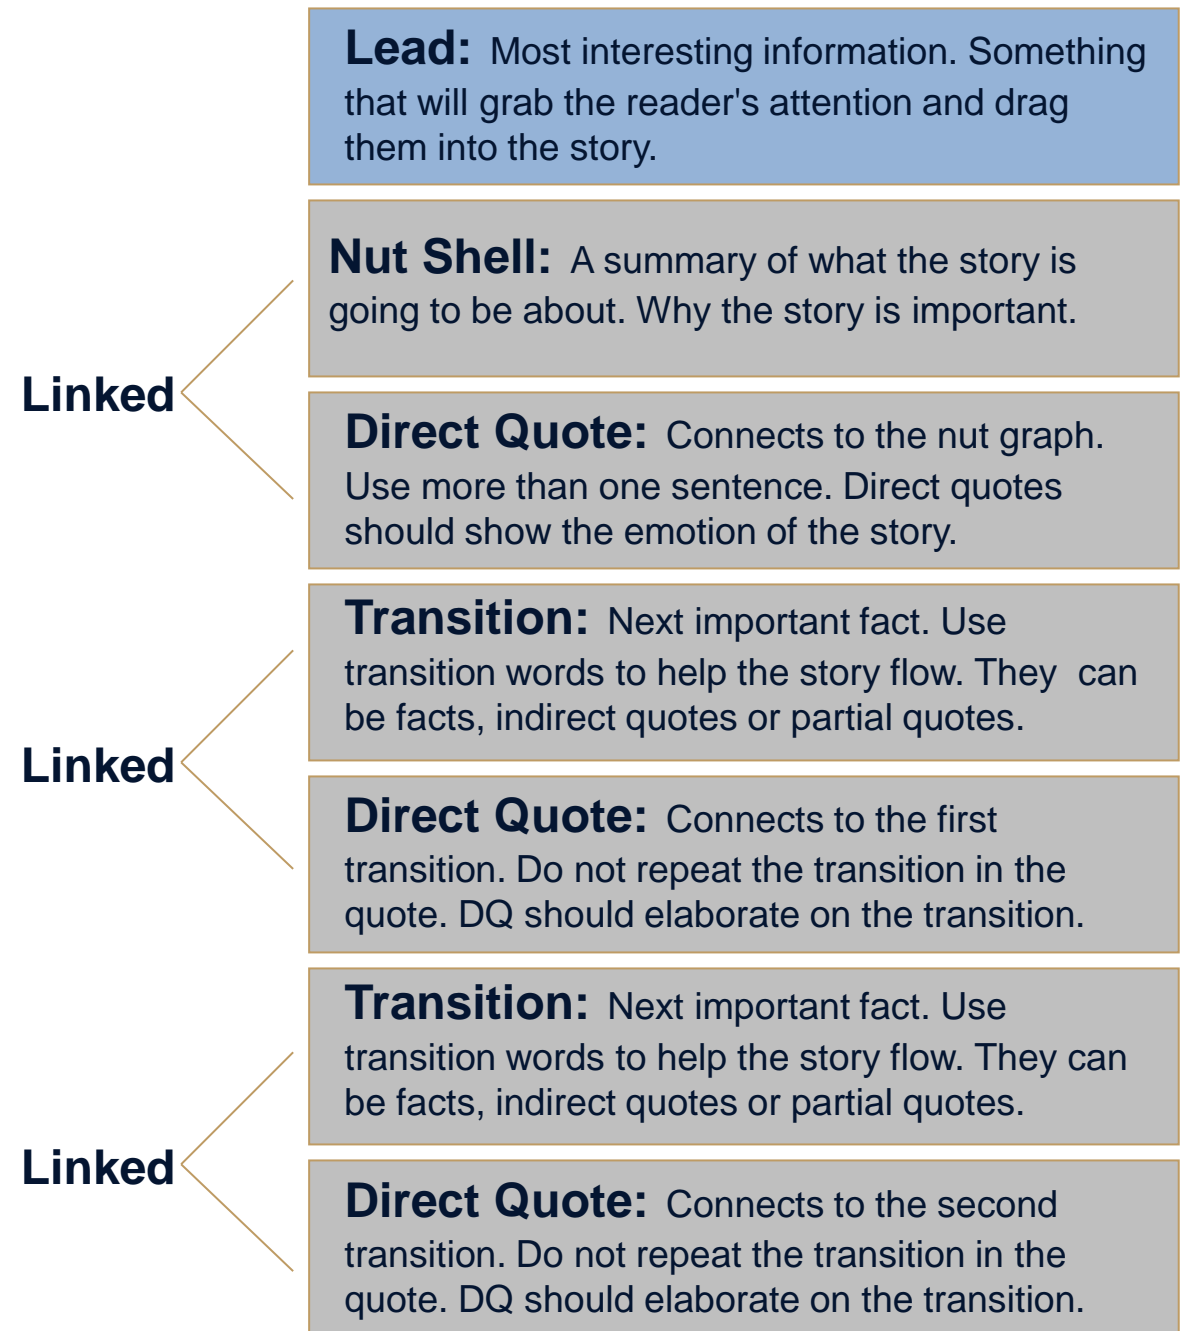 Lead: Most interesting information. Something
that will grab the reader's attention and drag
them into the story.
Nut Shell: A summary of what the story is
going to be about. Why the story is important.
Linked
Direct Quote: Connects to the nut graph.
Use more than one sentence. Direct quotes
should show the emotion of the story.
Transition: Next important fact. Use
transition words to help the story flow. They can
be facts, indirect quotes or partial quotes.
Linked
Direct Quote: Connects to the first
transition. Do not repeat the transition in the
quote. DQ should elaborate on the transition.
Transition: Next important fact. Use
transition words to help the story flow. They can
be facts, indirect quotes or partial quotes.
Linked
Direct Quote: Connects to the second
transition. Do not repeat the transition in the
quote. DQ should elaborate on the transition.